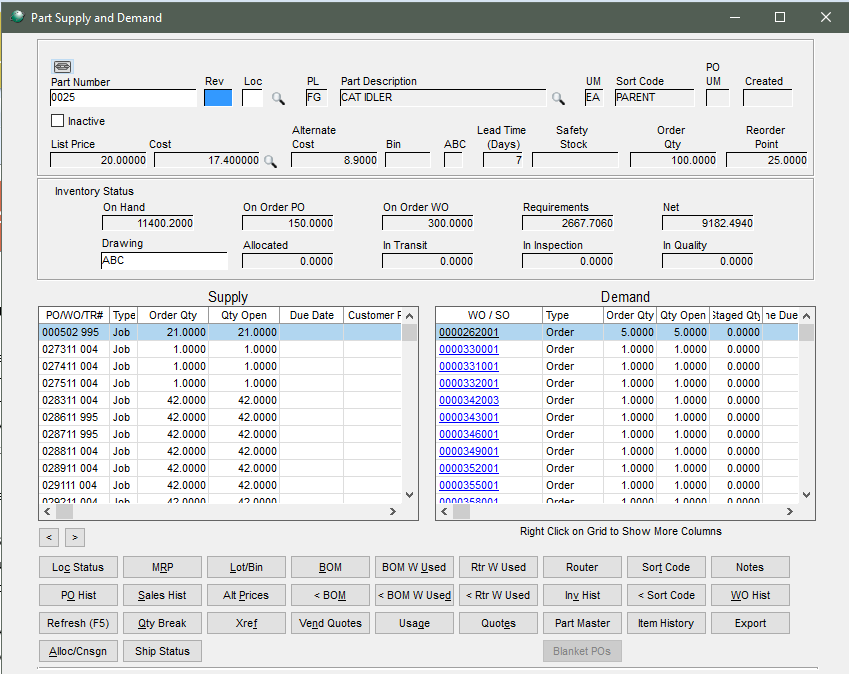 Part Supply and Demand
Part Number Rev Loc PL Part Description UM Sort Code PO UM Created
0025 FG CAT IDLER EA PARENT
Inactive
List Price Cost Alternate Cost Bin ABC Lead Time (Days) Safety Stock Order Qty Reorder Point
20.00000 17.400000 8.9000 7 100.0000 25.0000
Inventory Status
On Hand On Order PO On Order WO Requirements Net
11400.2000 150.0000 300.0000 2667.7060 9182.4940
Drawing Allocated In Transit In Inspection In Quality
ABC 0.0000 0.0000 0.0000 0.0000
Supply
PO/WO/TR# Type Order Qty Qty Open Due Date Customer
000502 995 Job 21.0000 21.0000
027311 004 Job 1.0000 1.0000
027411 004 Job 1.0000 1.0000
027511 004 Job 1.0000 1.0000
028311 004 Job 42.0000 42.0000
028611 995 Job 42.0000 42.0000
028711 995 Job 42.0000 42.0000
028811 004 Job 42.0000 42.0000
028911 004 Job 42.0000 42.0000
029111 004 Job 42.0000 42.0000
029211 004 Job 42.0000 42.0000
Demand
WO / SO Type Order Qty Qty Open Staged Qty ne Due
0000262001 Order 5.0000 5.0000 0.0000
0000330001 Order 1.0000 1.0000 0.0000
0000331001 Order 1.0000 1.0000 0.0000
0000332001 Order 1.0000 1.0000 0.0000
0000342003 Order 1.0000 1.0000 0.0000
0000343001 Order 1.0000 1.0000 0.0000
0000346001 Order 1.0000 1.0000 0.0000
0000349001 Order 1.0000 1.0000 0.0000
0000352001 Order 1.0000 1.0000 0.0000
0000355001 Order 1.0000 1.0000 0.0000
0000358001 Order 1.0000 1.0000 0.0000
< >
Right Click on Grid to Show More Columns
Loc Status MRP Lot/Bin BOM BOM W Used Rtr W Used Router Sort Code Notes
PO Hist Sales Hist Alt Prices < BOM < BOM W Used < Rtr W Used Inv Hist < Sort Code WO Hist
Refresh (F5) Qty Break Xref Vend Quotes Usage Quotes Part Master Item History Export
Alloc/Cnsgn Ship Status Blanket POs